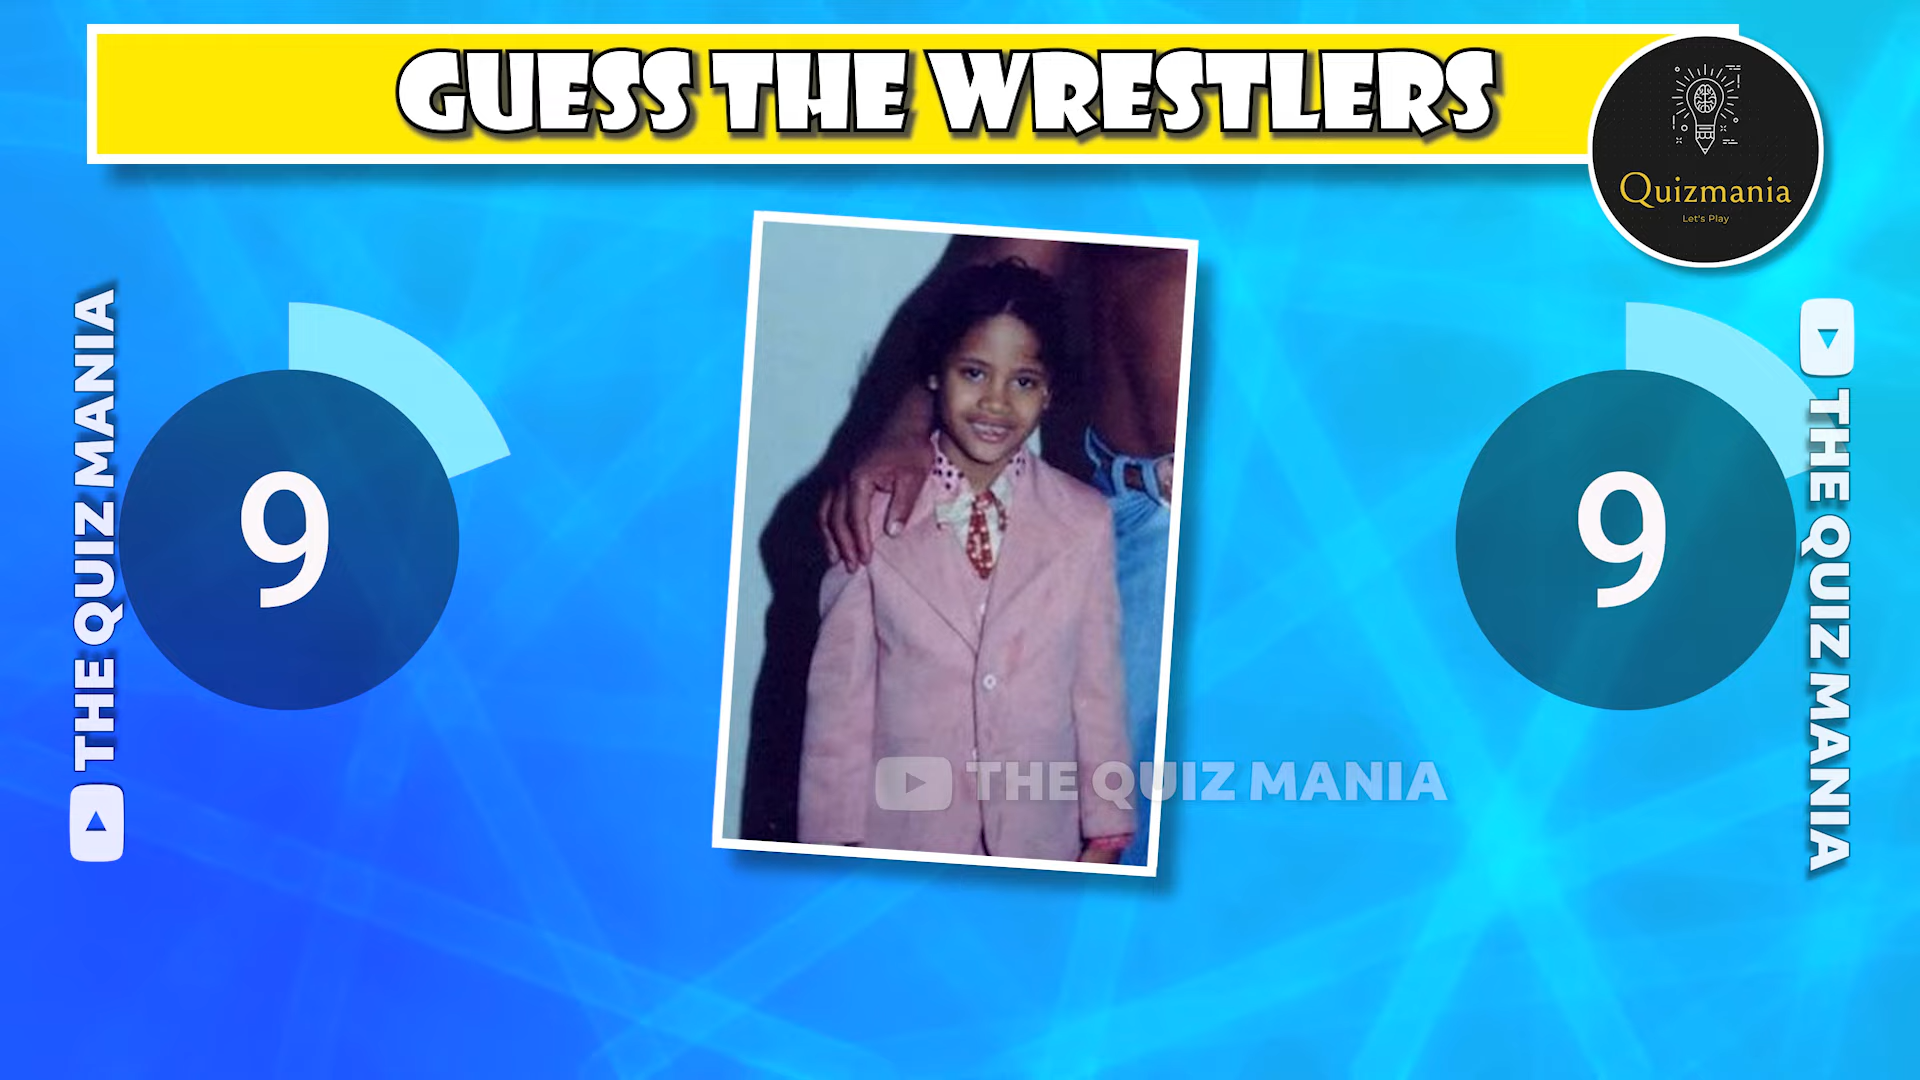 GUESS THE WRESTLERS
Quizmania
Let's Play
THE QUIZ MANIA
9
9
THE QUIZ MANIA
THE QUIZ MANIA